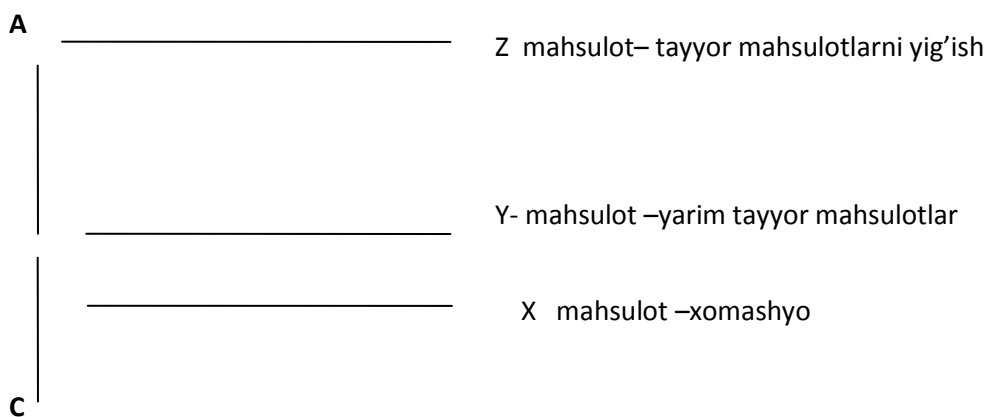 A
Z mahsulot– tayyor mahsulotlarni yig’ish
Y- mahsulot –yarim tayyor mahsulotlar
X mahsulot –xomashyo
C